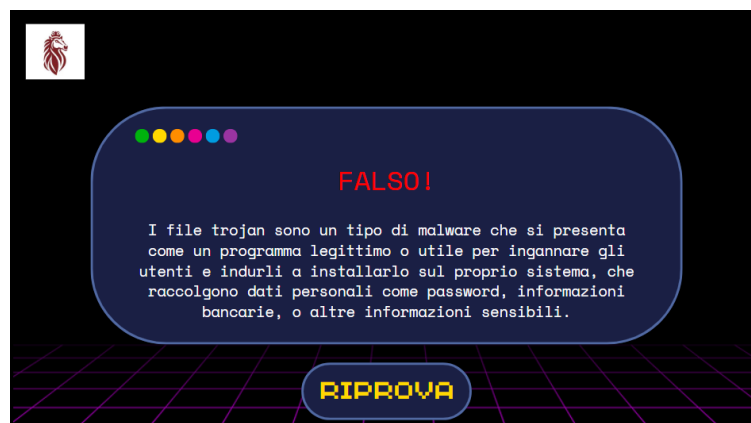 FALSO!
I file trojan sono un tipo di malware che si presenta
come un programma legittimo o utile per ingannare gli
utenti e indurli a installarlo sul proprio sistema, che
raccolgono dati personali come password, informazioni
bancarie, o altre informazioni sensibili.
RIPROVA